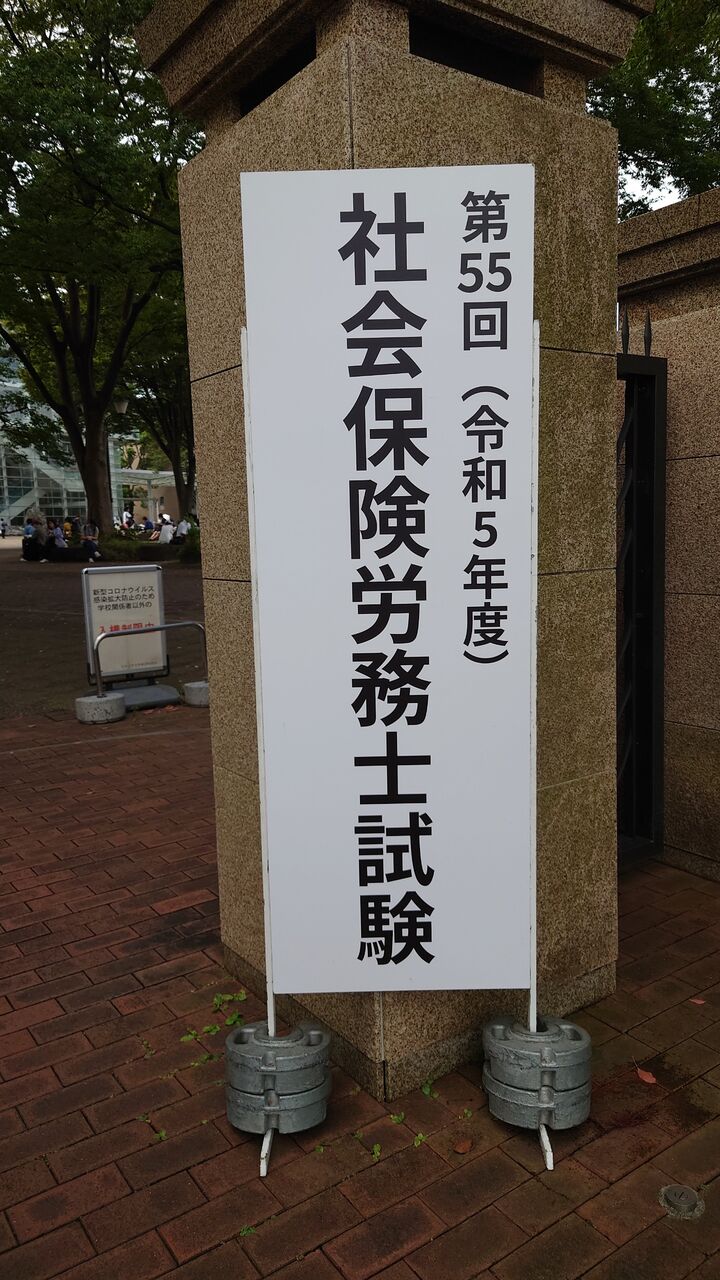 第55回（令和5年度）
社会保険労務士試験
新型コロナウイルス
感染拡大防止のため
学校関係者以外の